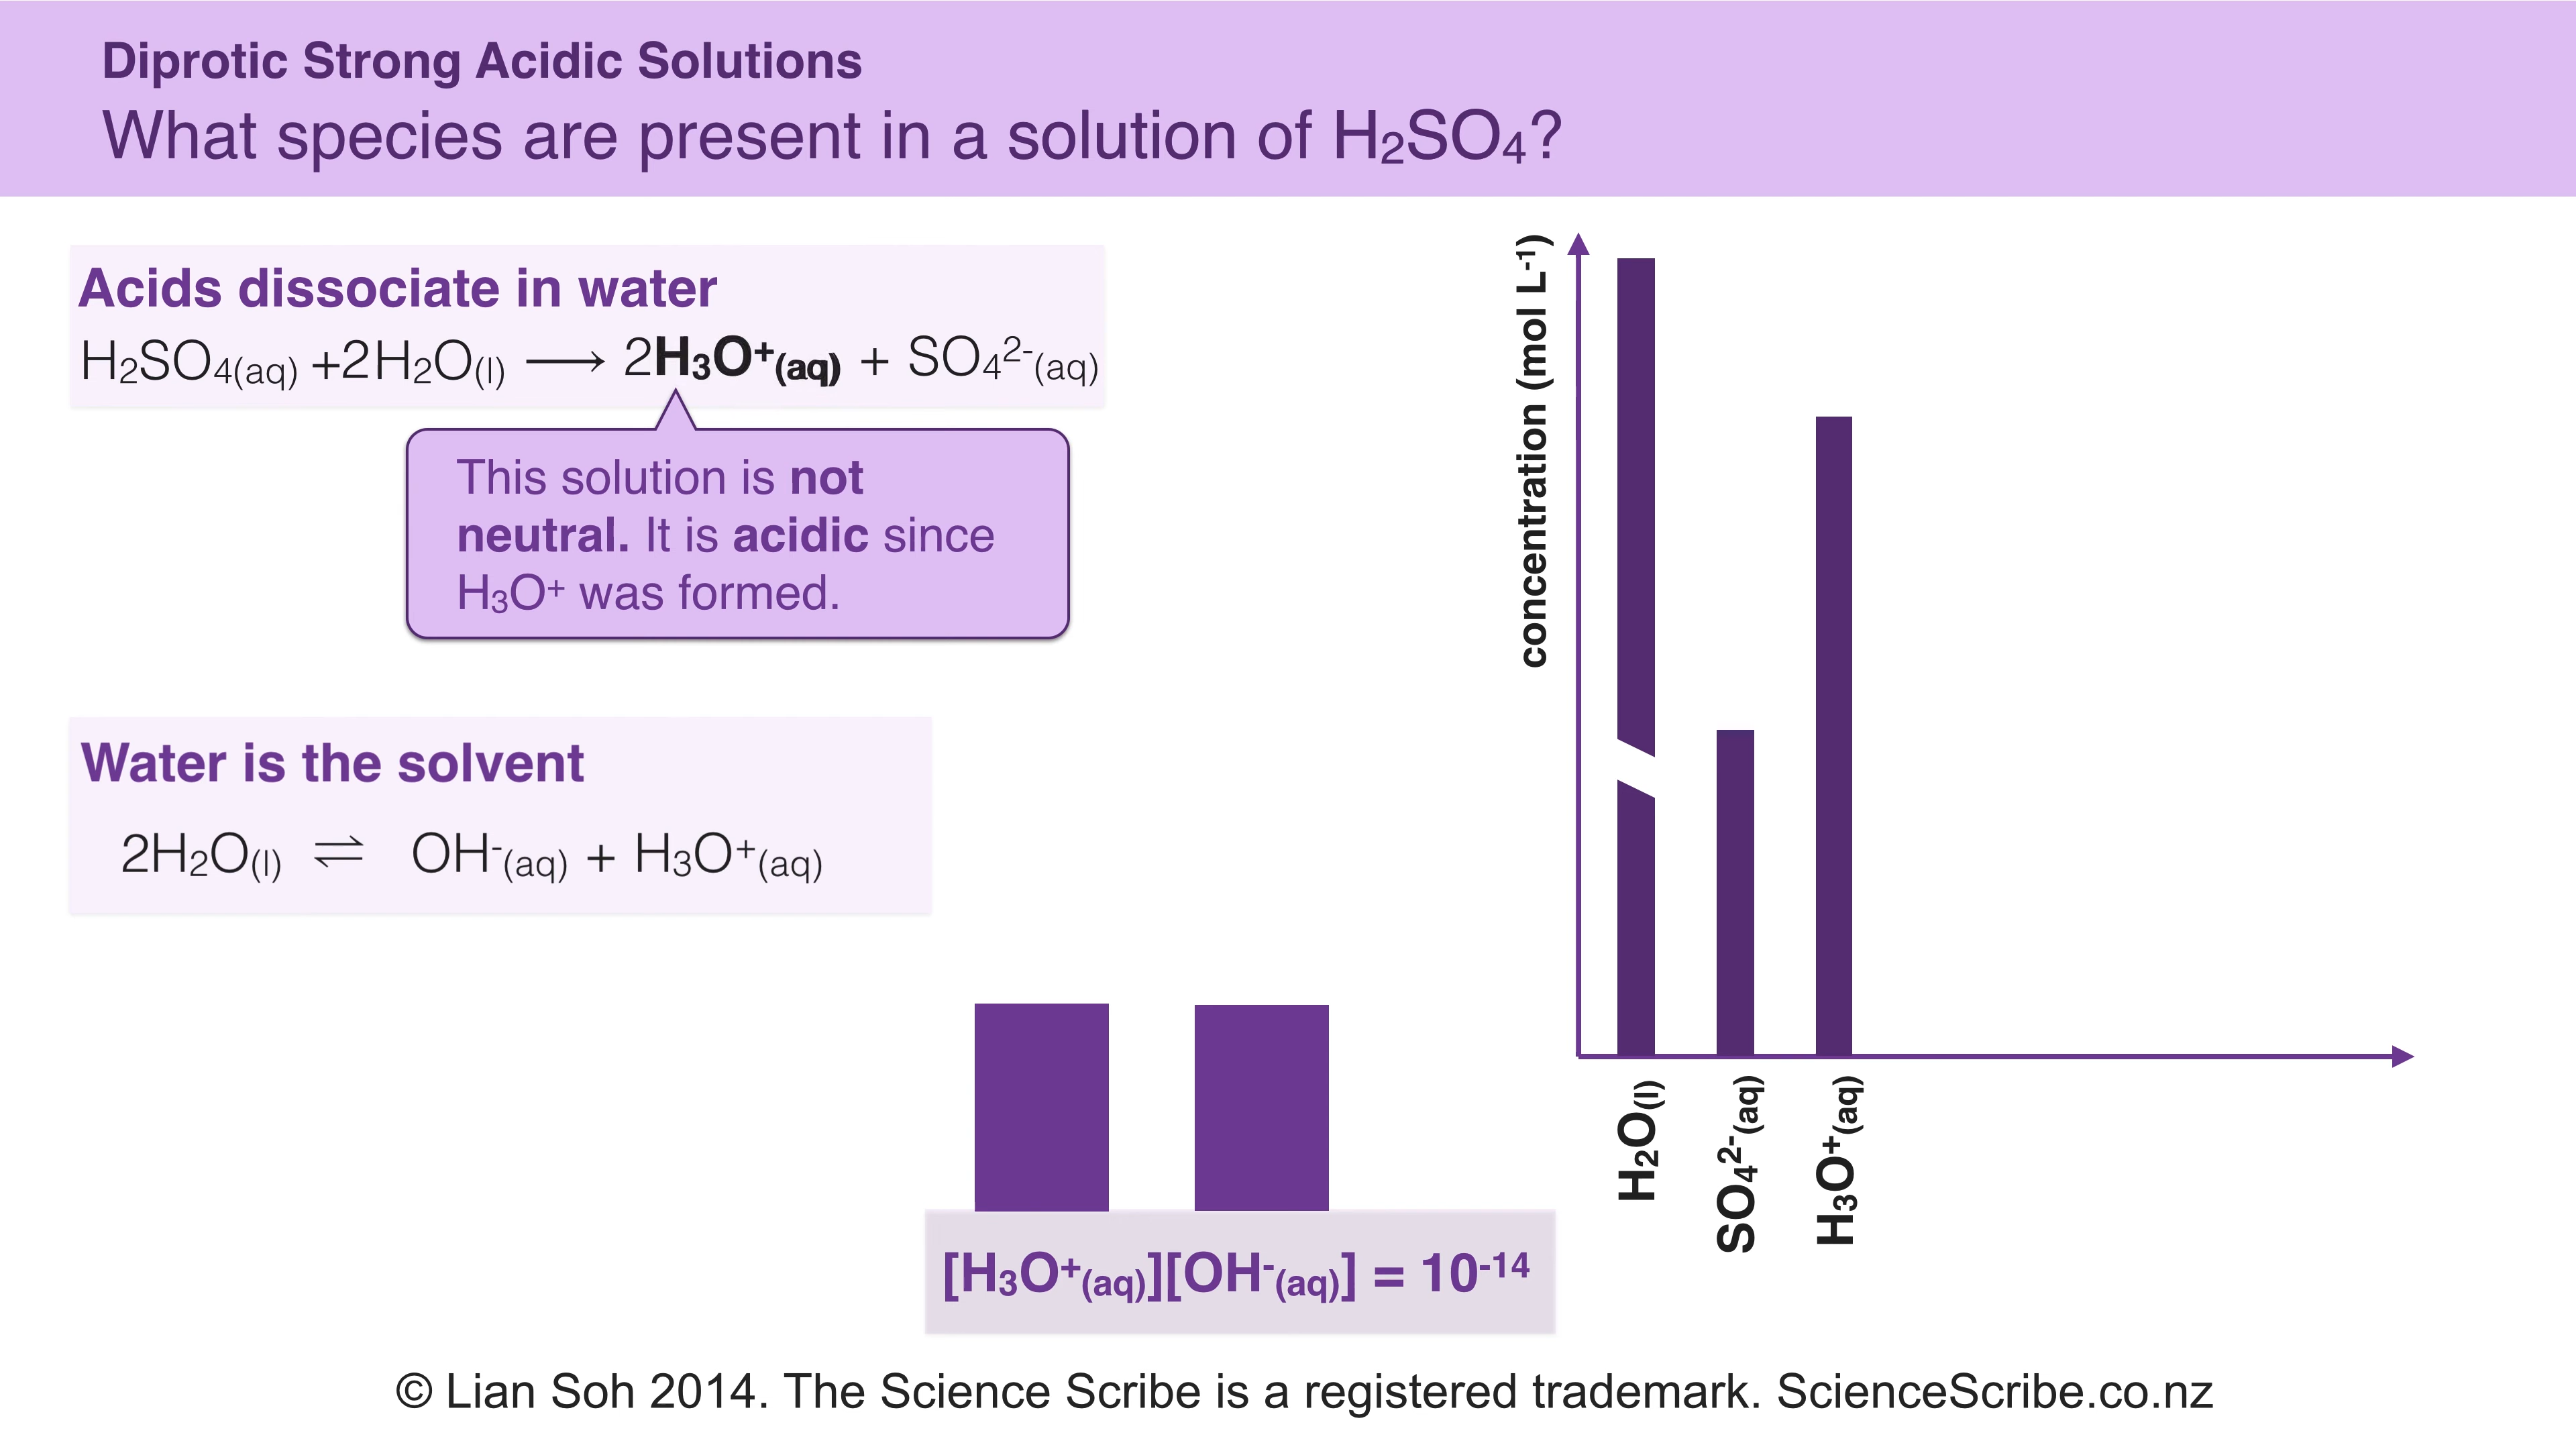 Diprotic Strong Acidic Solutions
What species are present in a solution of H₂SO₄?
Acids dissociate in water
H₂SO₄(aq) +2H₂O(l) ⟶ 2H₃O⁺(aq) + SO₄²⁻(aq)
This solution is not
neutral. It is acidic since
H₃O⁺ was formed.
Water is the solvent
2H₂O(l) ⇌ OH⁻(aq) + H₃O⁺(aq)
[H₃O⁺(aq)][OH⁻(aq)] = 10⁻¹⁴
concentration (mol L⁻¹)
H₂O(l)
SO₄²⁻(aq)
H₃O⁺(aq)
© Lian Soh 2014. The Science Scribe is a registered trademark. ScienceScribe.co.nz